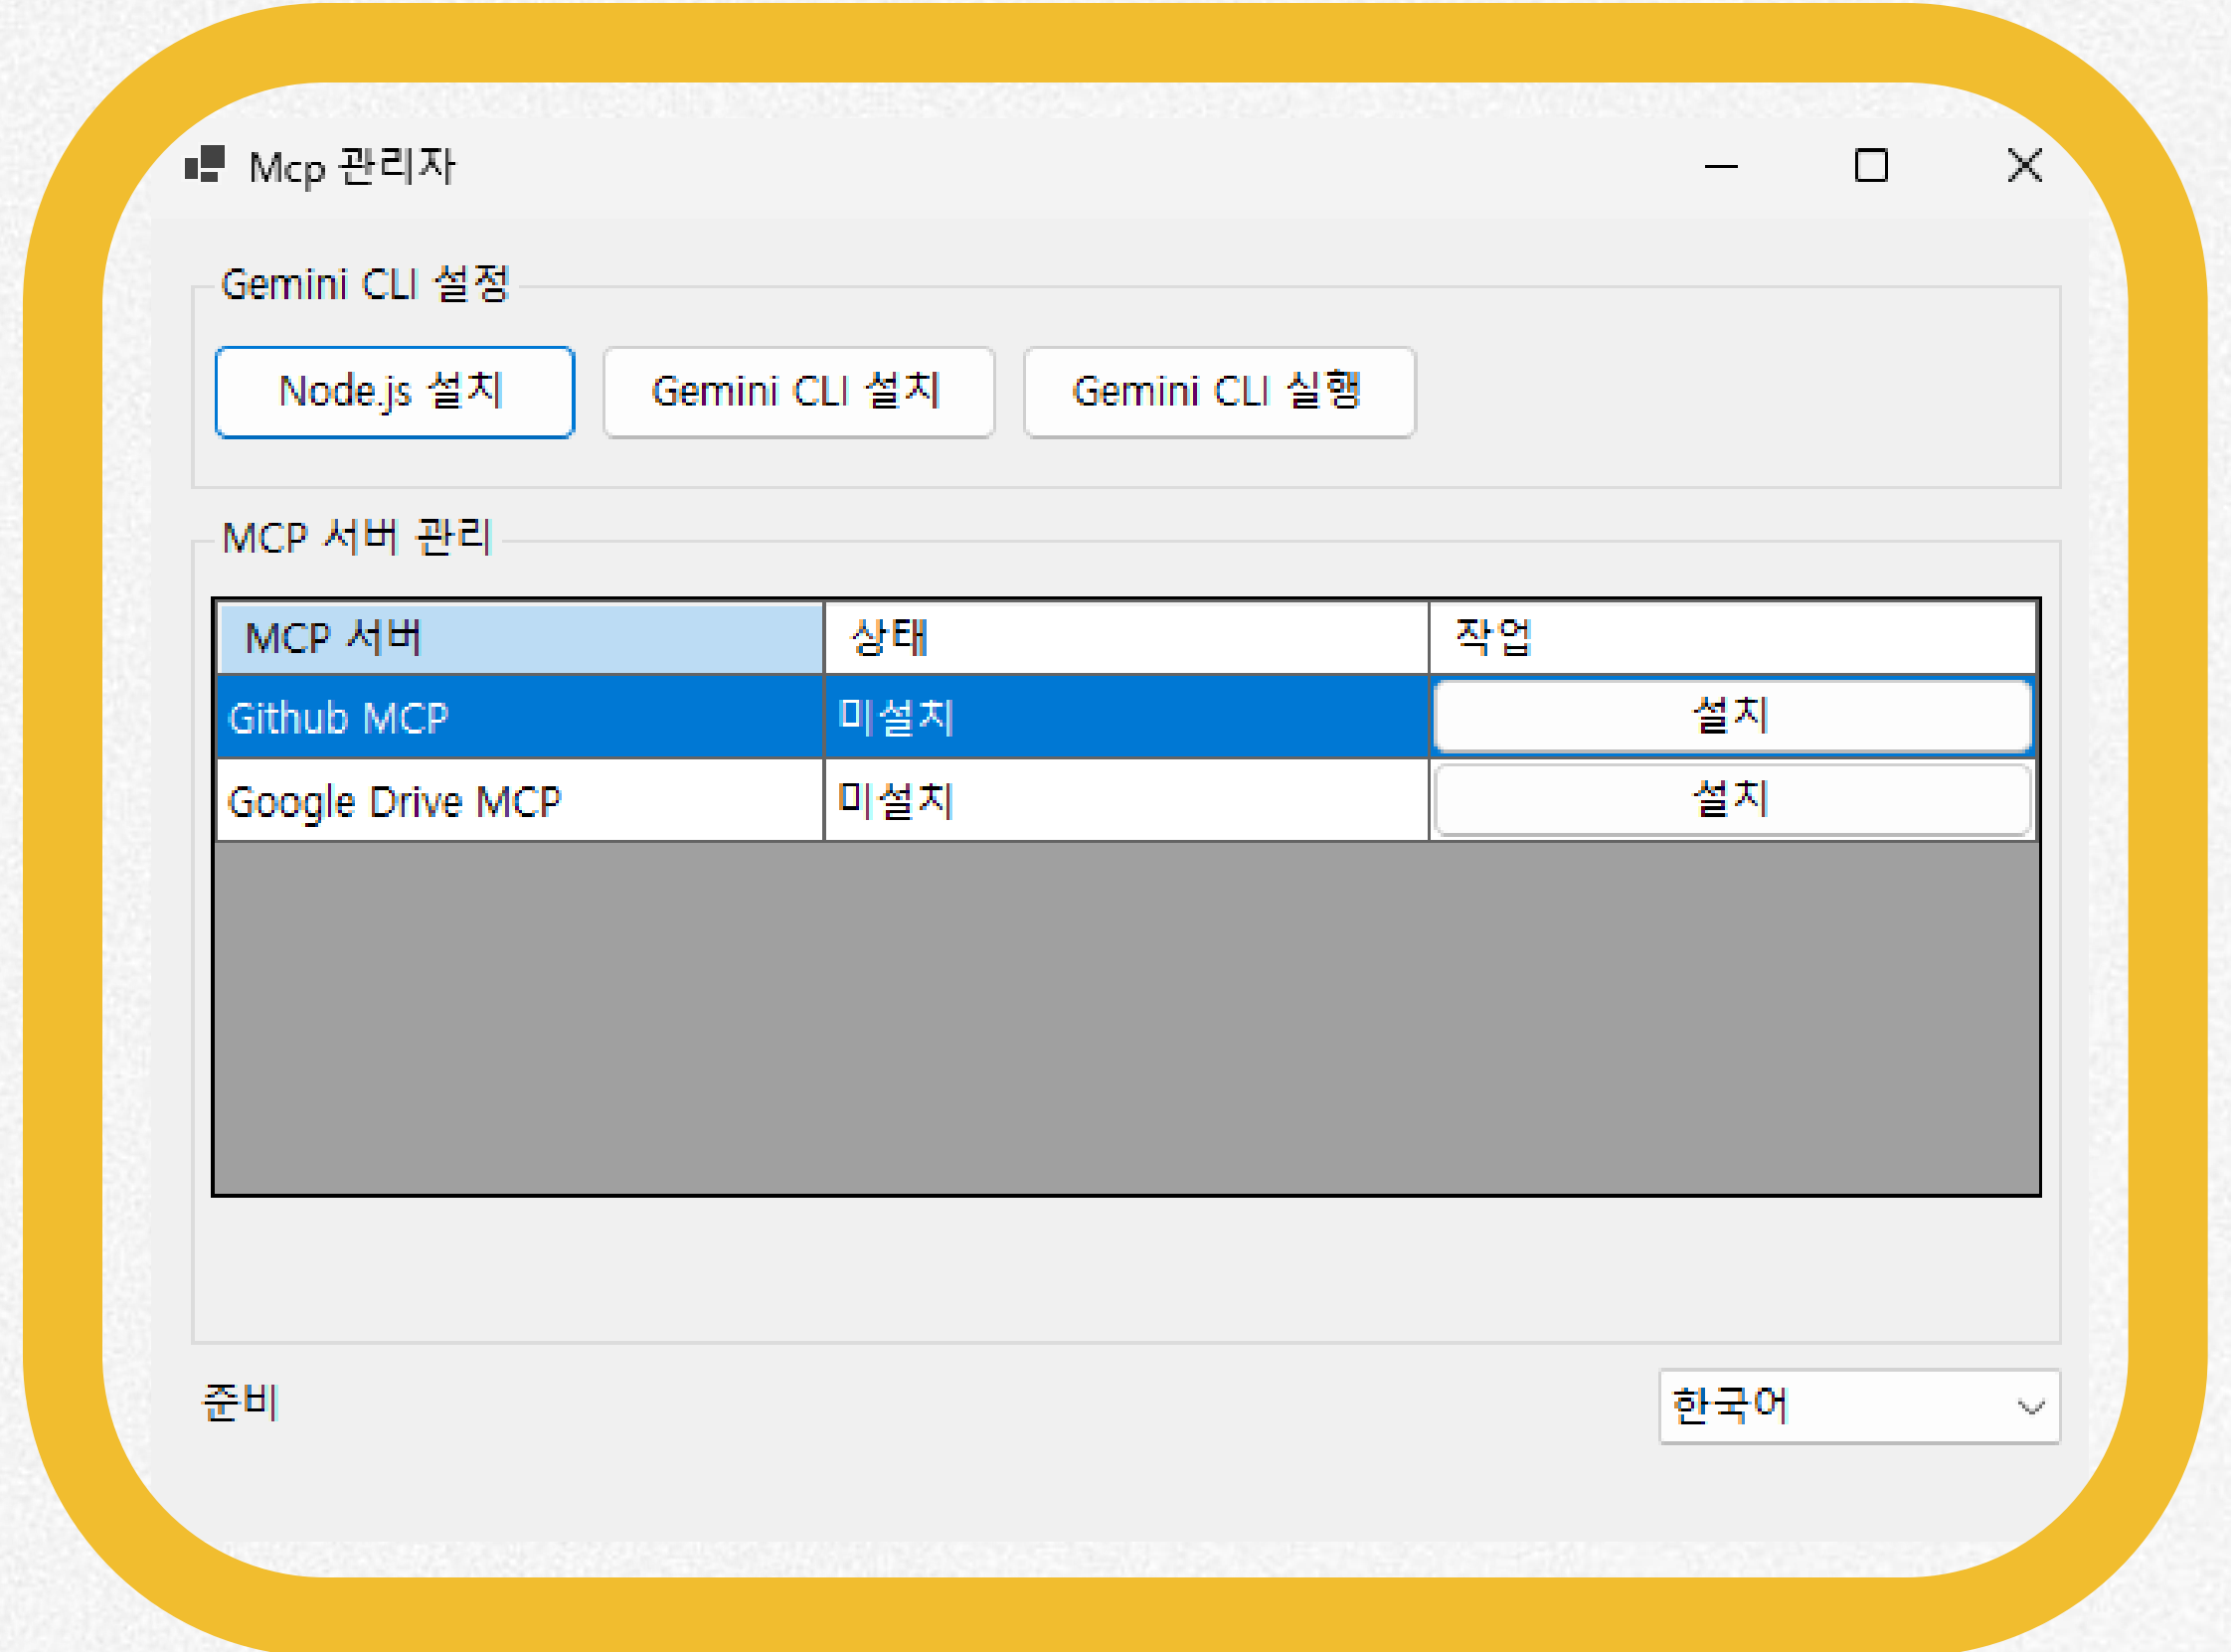 Mcp 관리자
Gemini CLI 설정
Node.js 설치 Gemini CLI 설치 Gemini CLI 실행
MCP 서버 관리
MCP 서버 상태 작업
Github MCP 미설치 설치
Google Drive MCP 미설치 설치
준비 한국어